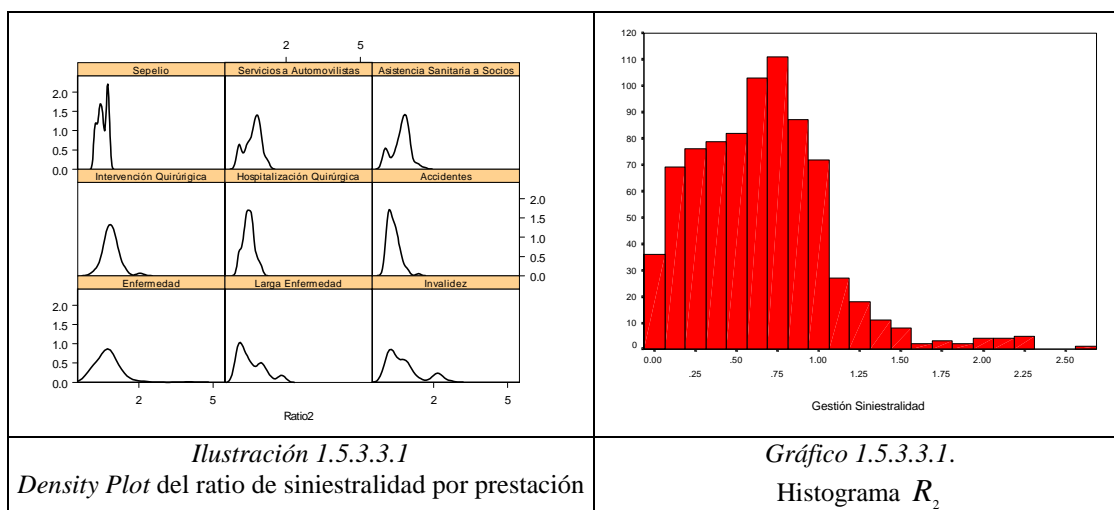 2 5
Sepelio Servicios a Automovilistas Asistencia Sanitaria a Socios
2.0
1.5
1.0
0.5
0.0
Intervención Quirúrigica Hospitalización Quirúrgica Accidentes
2.0
1.5
1.0
0.5
0.0
Enfermedad Larga Enfermedad Invalidez
2.0
1.5
1.0
0.5
0.0
2 5 2 5
Ratio2
120
110
100
90
80
70
60
50
40
30
20
10
0
0.00 .50 .75 1.00 1.50 2.00 2.50
.25 1.25 1.75 2.25
Gestión Siniestralidad
Ilustración 1.5.3.3.1
Density Plot del ratio de siniestralidad por prestación
Gráfico 1.5.3.3.1.
Histograma R₂